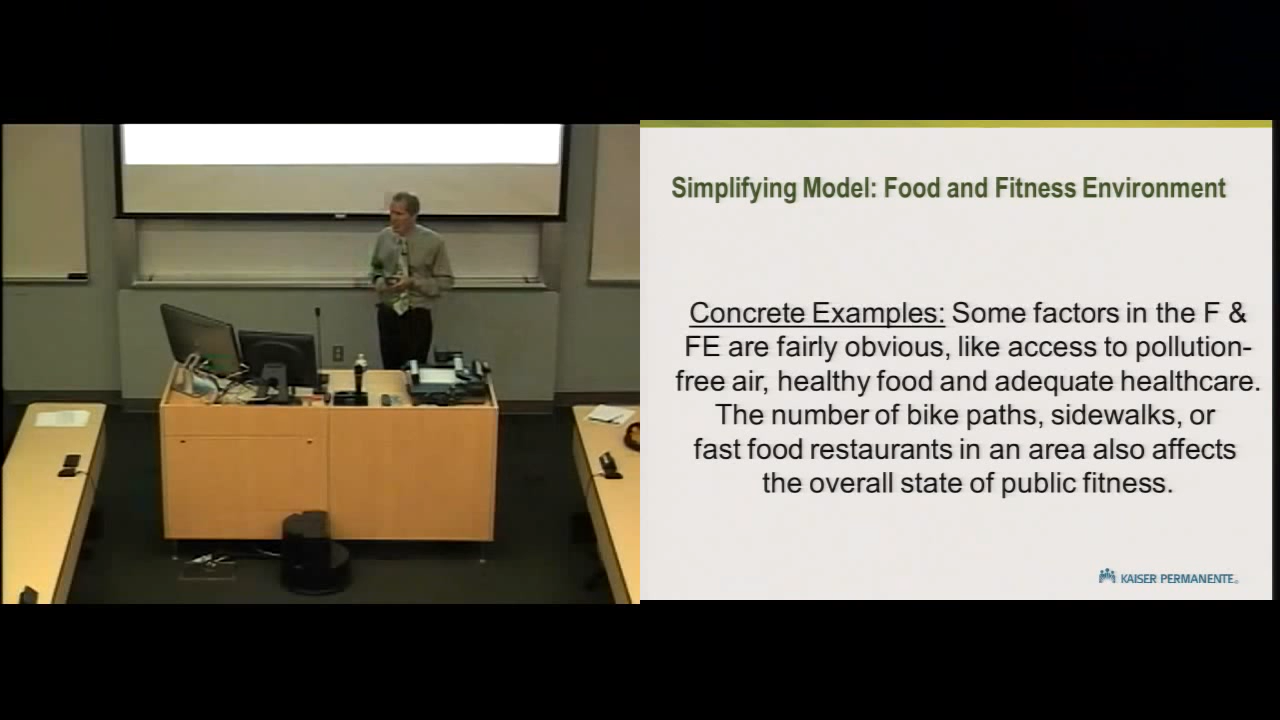 Simplifying Model: Food and Fitness Environment
Concrete Examples: Some factors in the F &
FE are fairly obvious, like access to pollution-
free air, healthy food and adequate healthcare.
The number of bike paths, sidewalks, or
fast food restaurants in an area also affects
the overall state of public fitness.
KAISER PERMANENTE®